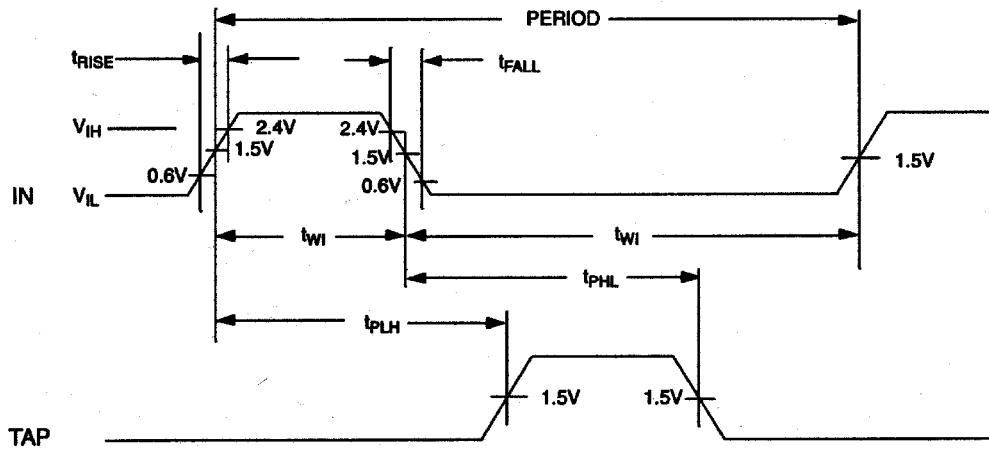 PERIOD
tRISE
tFALL
VIH
2.4V
2.4V
1.5V
1.5V
1.5V
0.6V
0.6V
IN
VIL
tWI
tWI
tPHL
tPLH
1.5V
1.5V
TAP